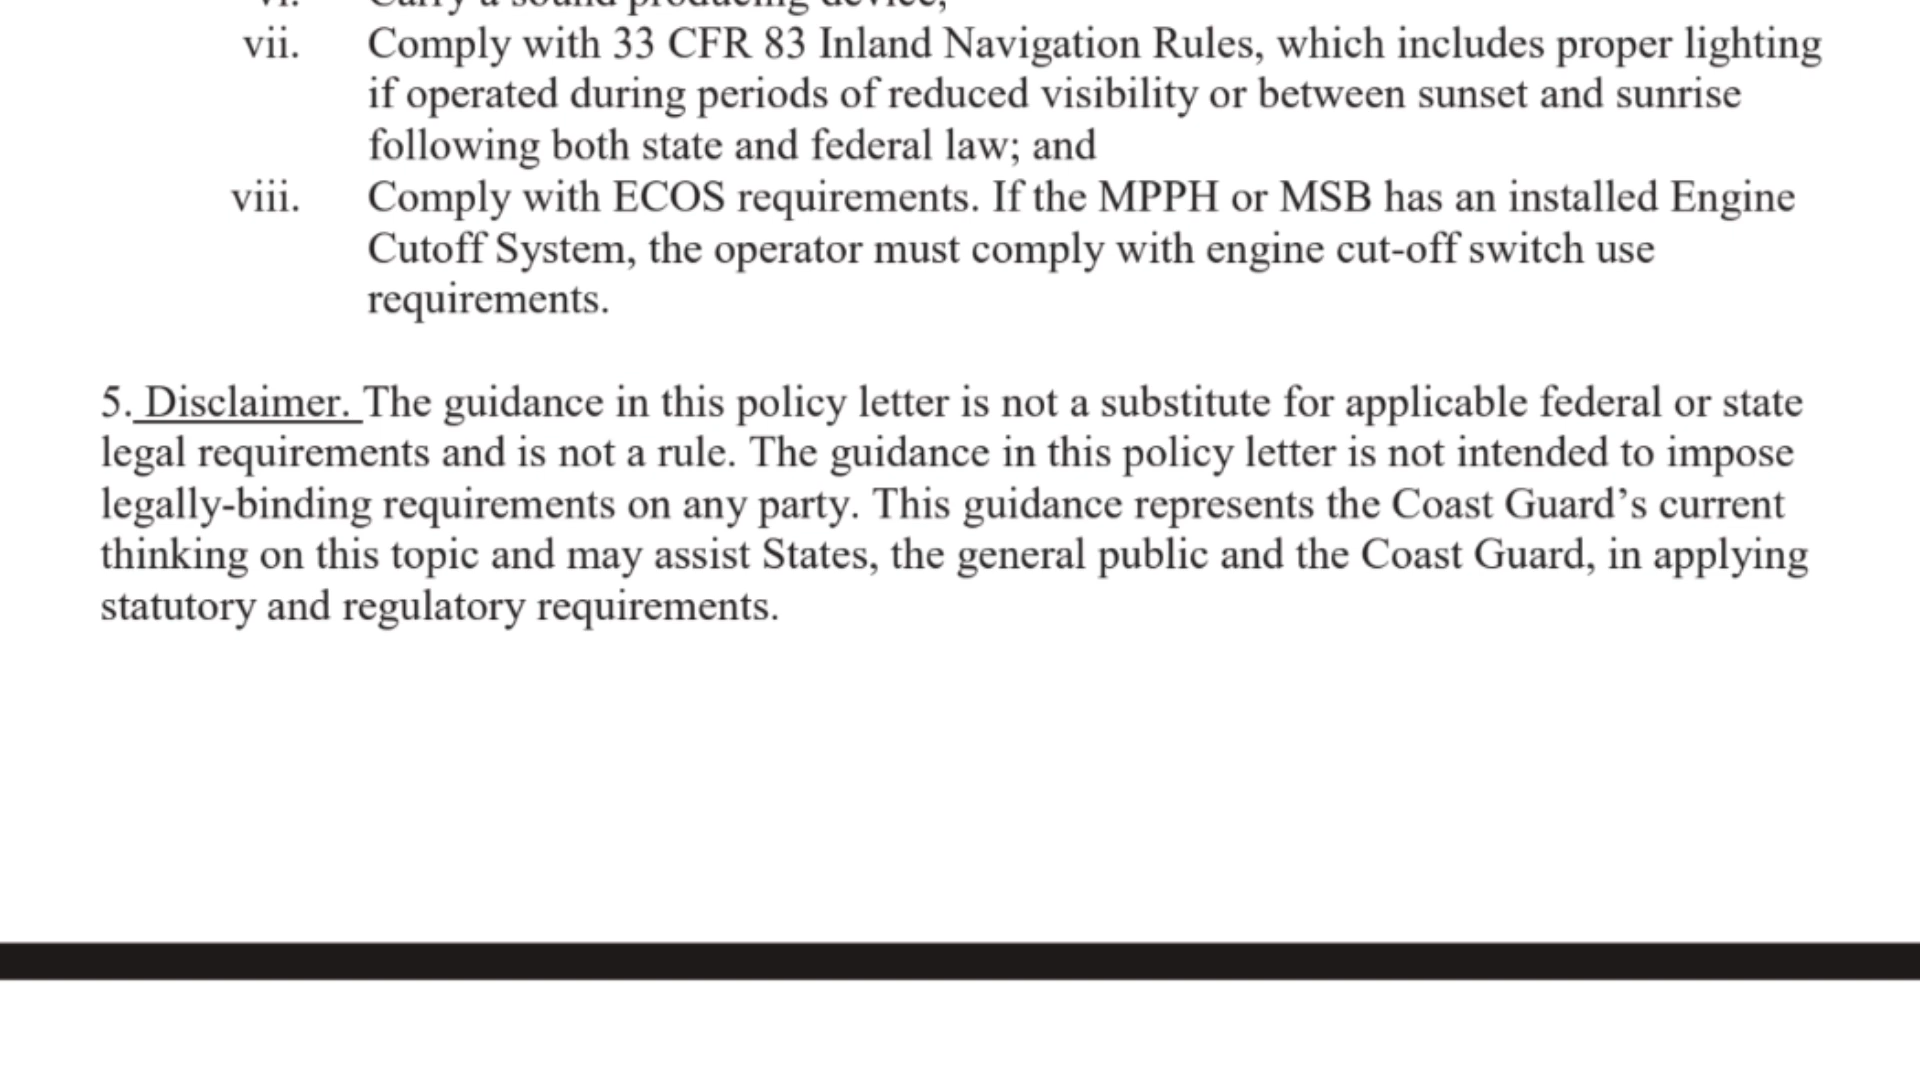 vi. Carry a sound producing device;
vii. Comply with 33 CFR 83 Inland Navigation Rules, which includes proper lighting
if operated during periods of reduced visibility or between sunset and sunrise
following both state and federal law; and
viii. Comply with ECOS requirements. If the MPPH or MSB has an installed Engine
Cutoff System, the operator must comply with engine cut-off switch use
requirements.
5. Disclaimer. The guidance in this policy letter is not a substitute for applicable federal or state
legal requirements and is not a rule. The guidance in this policy letter is not intended to impose
legally-binding requirements on any party. This guidance represents the Coast Guard’s current
thinking on this topic and may assist States, the general public and the Coast Guard, in applying
statutory and regulatory requirements.